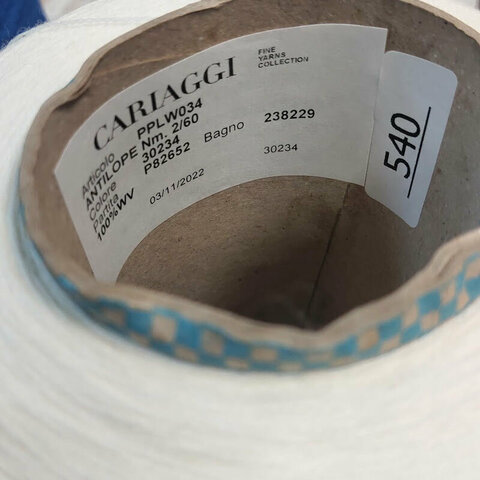 CARIAGGI
FINE
YARNS
COLLECTION
Articolo PPLW034
ANTILOPE Nm. 2/60
Colore 30234
Partita P82652 Bagno 238229
100%WV
03/11/2022 30234
540